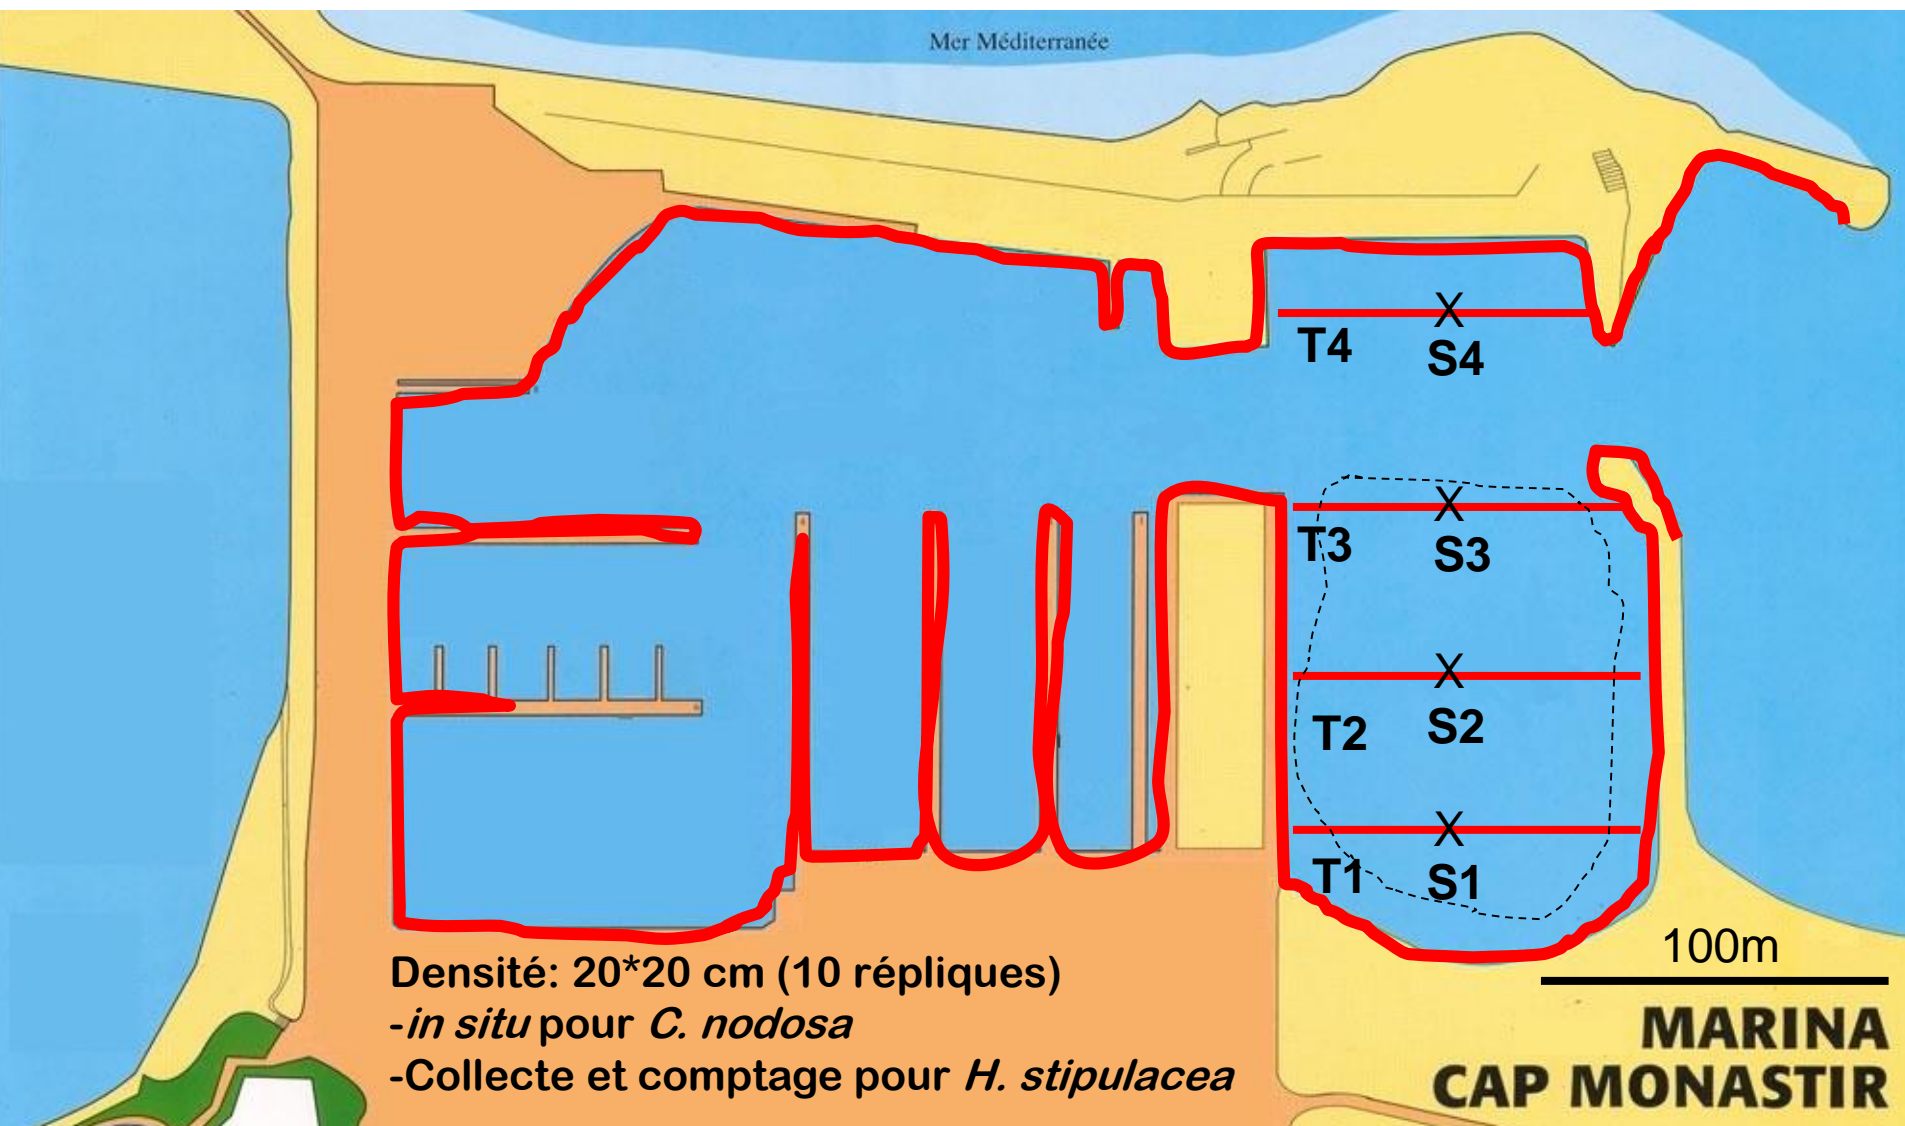 Mer Méditerranée
T4
S4
T3
S3
T2
S2
T1
S1
100m
Densité: 20*20 cm (10 répliques)
-in situ pour C. nodosa
-Collecte et comptage pour H. stipulacea
MARINA
CAP MONASTIR